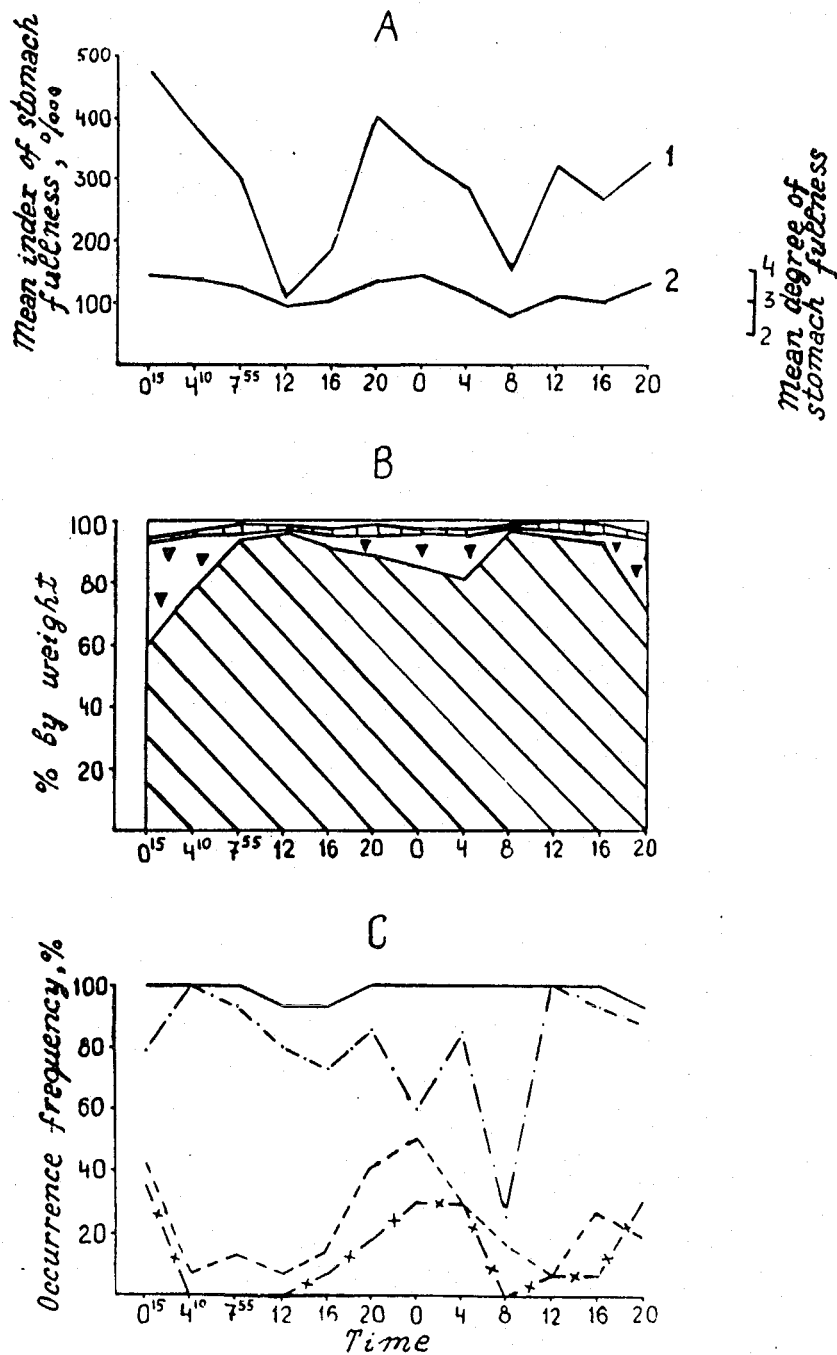 A
Mean index of stomach
fullness, %ooo
500
400
300
200
100
1
2
4
3
2
Mean degree of
stomach fullness
0¹⁵ 4¹⁰ 7⁵⁵ 12 16 20 0 4 8 12 16 20
B
% by weight
100
80
60
40
20
0¹⁵ 4¹⁰ 7⁵⁵ 12 16 20 0 4 8 12 16 20
C
Occurrence frequency, %
100
80
60
40
20
0¹⁵ 4¹⁰ 7⁵⁵ 12 16 20 0 4 8 12 16 20
Time